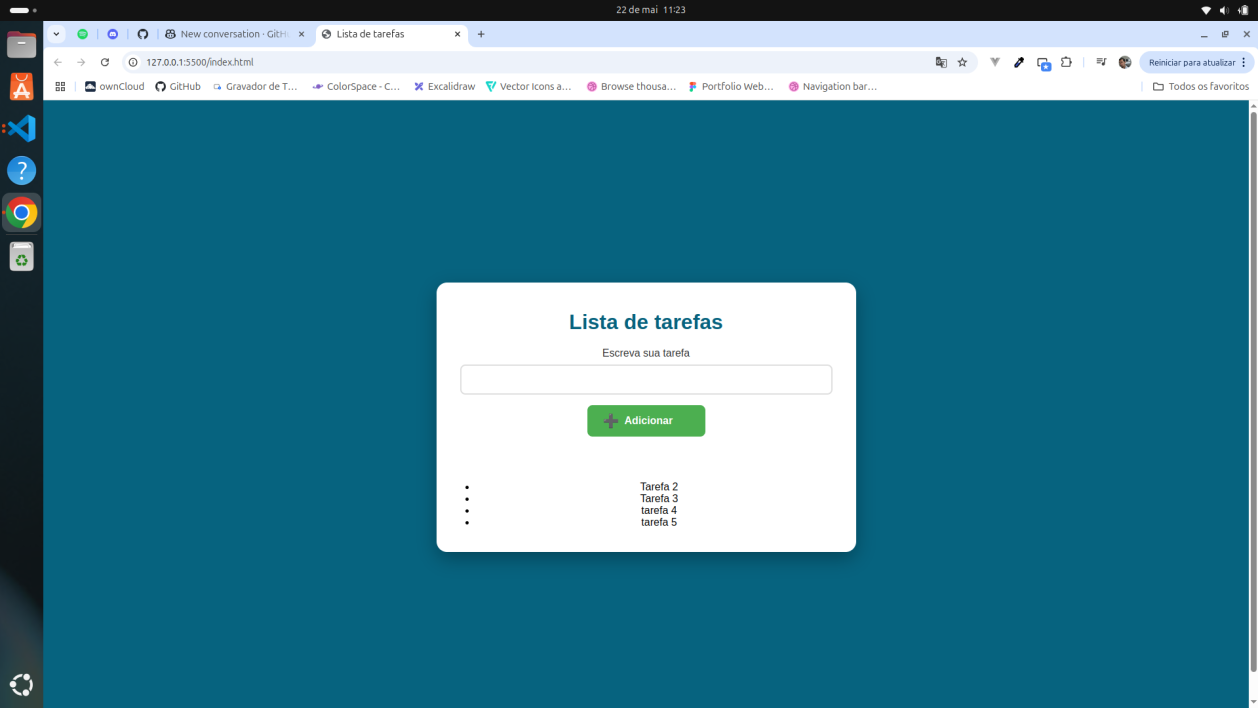 22 de mai 11:23
New conversation · GitH
Lista de tarefas
127.0.0.1:5500/index.html
Reiniciar para atualizar
ownCloud
GitHub
Gravador de T...
ColorSpace - C...
Excalidraw
Vector Icons a...
Browse thousa...
Portfolio Web...
Navigation bar...
Todos os favoritos
Lista de tarefas
Escreva sua tarefa
Adicionar
Tarefa 2
Tarefa 3
tarefa 4
tarefa 5